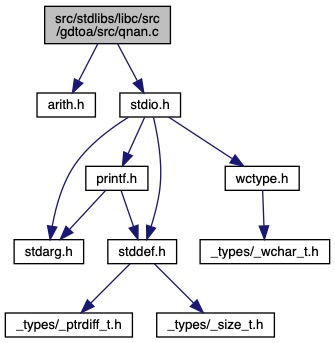 src/stdlibs/libc/src
/gdtoa/src/qnan.c
arith.h
stdio.h
printf.h
wctype.h
stdarg.h
stddef.h
_types/_wchar_t.h
_types/_ptrdiff_t.h
_types/_size_t.h